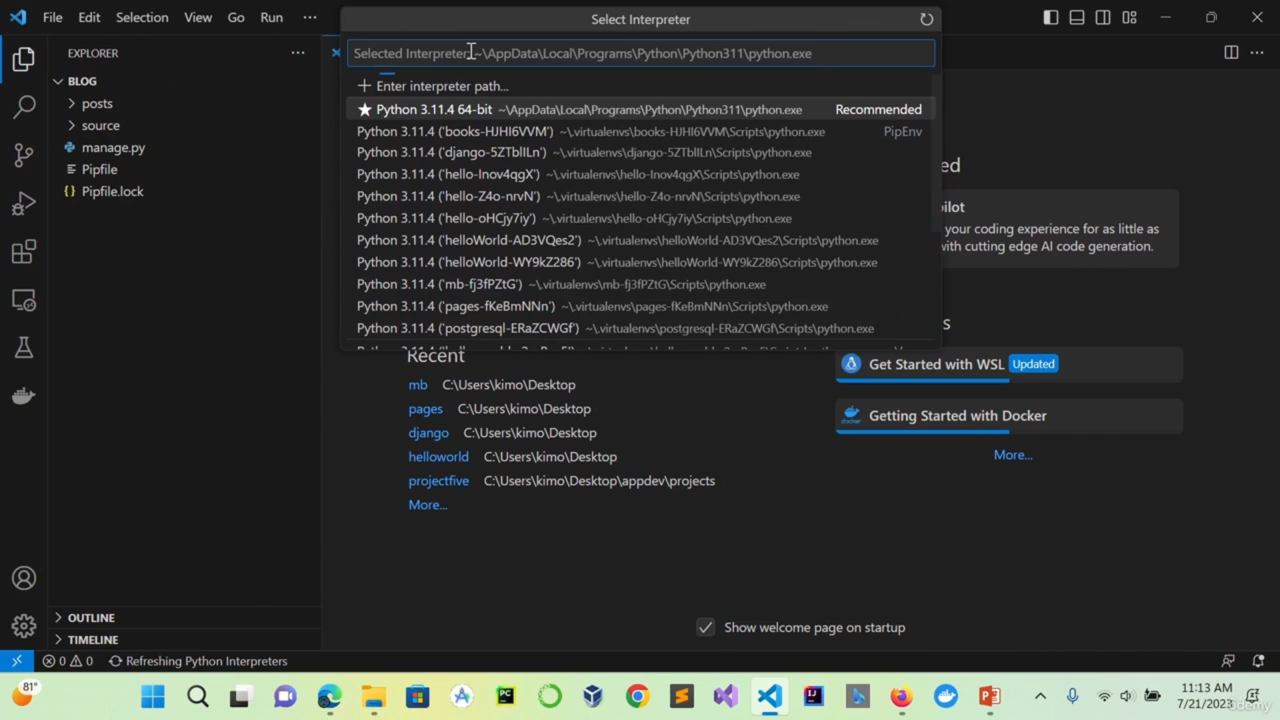 File Edit Selection View Go Run ···
Select Interpreter
EXPLORER
Selected Interpreter: ~\AppData\Local\Programs\Python\Python311\python.exe
BLOG
posts
source
manage.py
Pipfile
Pipfile.lock
Enter interpreter path...
Python 3.11.4 64-bit ~\AppData\Local\Programs\Python\Python311\python.exe Recommended
Python 3.11.4 ('books-HJHI6VVM') ~\.virtualenvs\books-HJHI6VVM\Scripts\python.exe PipEnv
Python 3.11.4 ('django-5ZTblILn') ~\.virtualenvs\django-5ZTblILn\Scripts\python.exe
Python 3.11.4 ('hello-Inov4qgX') ~\.virtualenvs\hello-Inov4qgX\Scripts\python.exe
Python 3.11.4 ('hello-Z4o-nrvN') ~\.virtualenvs\hello-Z4o-nrvN\Scripts\python.exe
Python 3.11.4 ('hello-oHCjy7iy') ~\.virtualenvs\hello-oHCjy7iy\Scripts\python.exe
Python 3.11.4 ('helloWorld-AD3VQes2') ~\.virtualenvs\helloWorld-AD3VQes2\Scripts\python.exe
Python 3.11.4 ('helloWorld-WY9kZ286') ~\.virtualenvs\helloWorld-WY9kZ286\Scripts\python.exe
Python 3.11.4 ('mb-fj3fPZtG') ~\.virtualenvs\mb-fj3fPZtG\Scripts\python.exe
Python 3.11.4 ('pages-fKeBmNNn') ~\.virtualenvs\pages-fKeBmNNn\Scripts\python.exe
Python 3.11.4 ('postgresql-ERaZCWGf') ~\.virtualenvs\postgresql-ERaZCWGf\Scripts\python.exe
ed
pilot
your coding experience for as little as
with cutting edge AI code generation.
s
Get Started with WSL Updated
Getting Started with Docker
More...
Recent
mb C:\Users\kimo\Desktop
pages C:\Users\kimo\Desktop
django C:\Users\kimo\Desktop
helloworld C:\Users\kimo\Desktop
projectfive C:\Users\kimo\Desktop\appdev\projects
More...
Show welcome page on startup
OUTLINE
TIMELINE
0 0 Refreshing Python Interpreters
81°
PC
11:13 AM
7/21/2023
Udemy